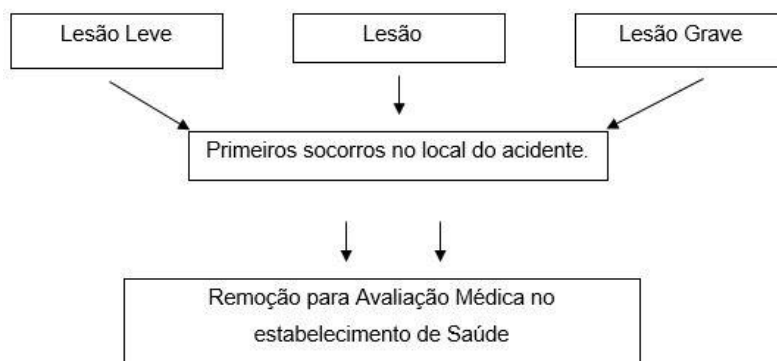 Lesão Leve
Lesão
Lesão Grave
Primeiros socorros no local do acidente.
Remoção para Avaliação Médica no
estabelecimento de Saúde